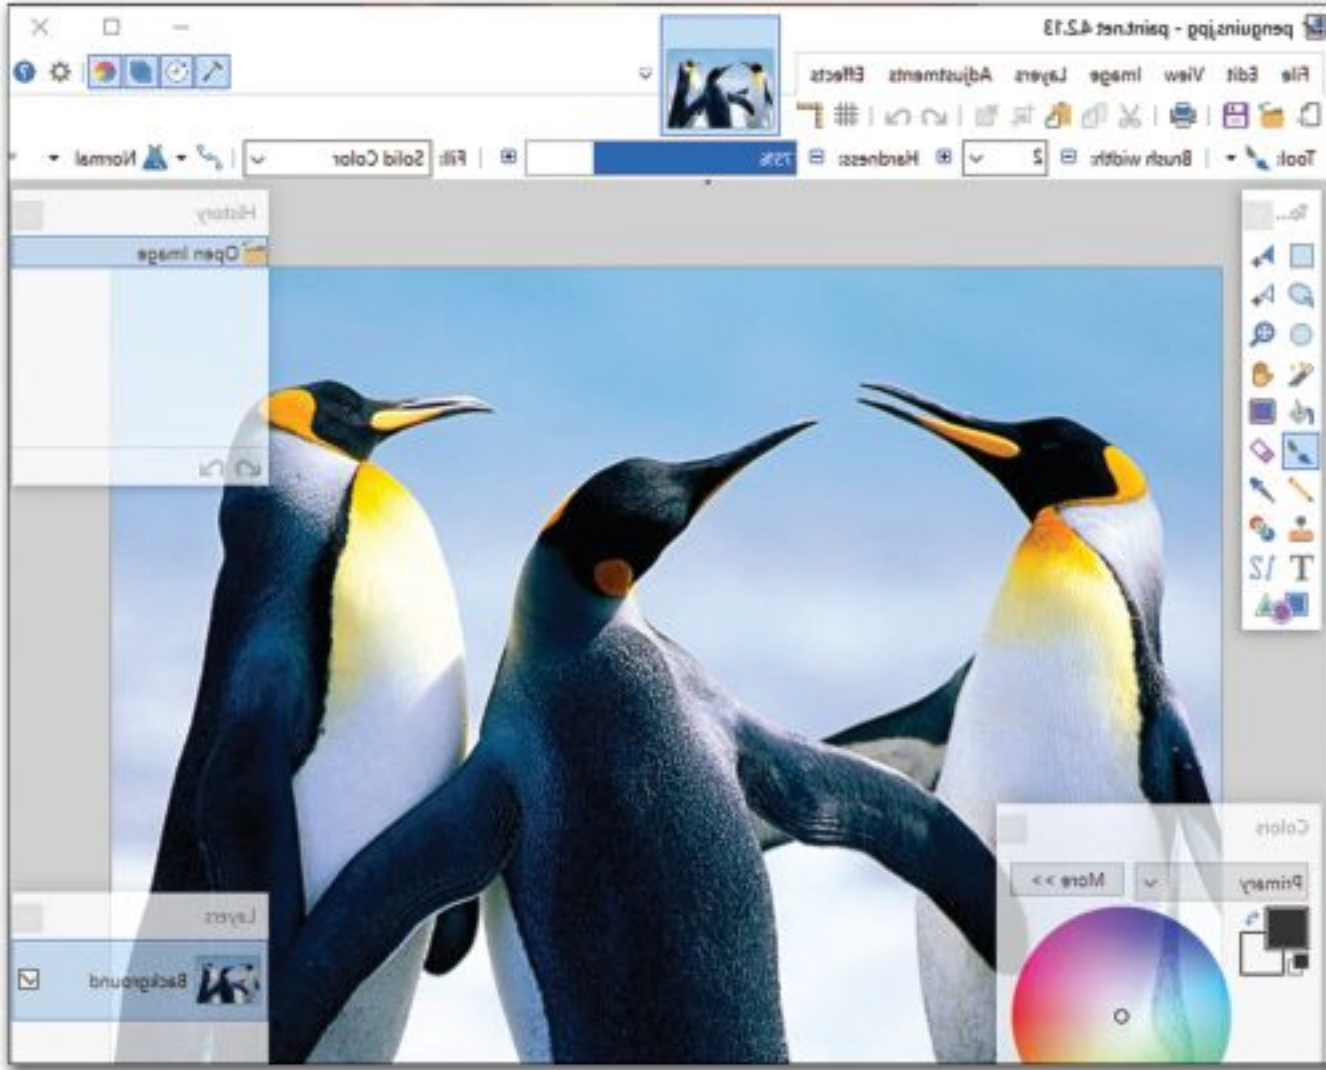 penguins.jpg - paint.net 4.2.13
File Edit View Image Layers Adjustments Effects
Tool: Brush width: 2 Hardness: 75% Fill: Solid Color Normal
To...
History
Open Image
Colors
Primary More >>
Layers
Background